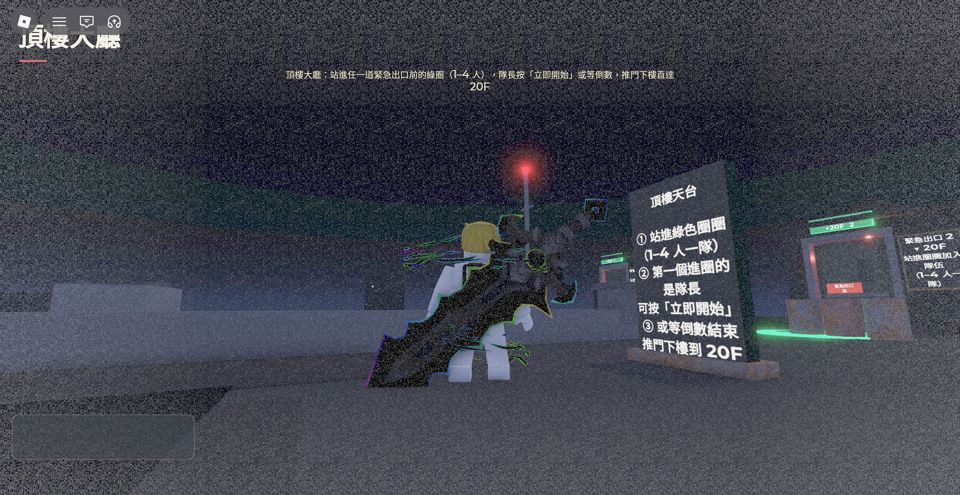 頂樓大廳
頂樓大廳：站進任一道緊急出口前的綠圈（1–4 人），隊長按「立即開始」或等倒數，推門下樓直達
20F
頂樓天台
① 站進綠色圈圈
（1–4 人一隊）
② 第一個進圈的
是隊長
可按「立即開始」
③ 或等倒數結束
推門下樓到 20F
緊急出口 2
▼ 20F
站進圈圈加入
隊伍
（1–4 人一
隊）